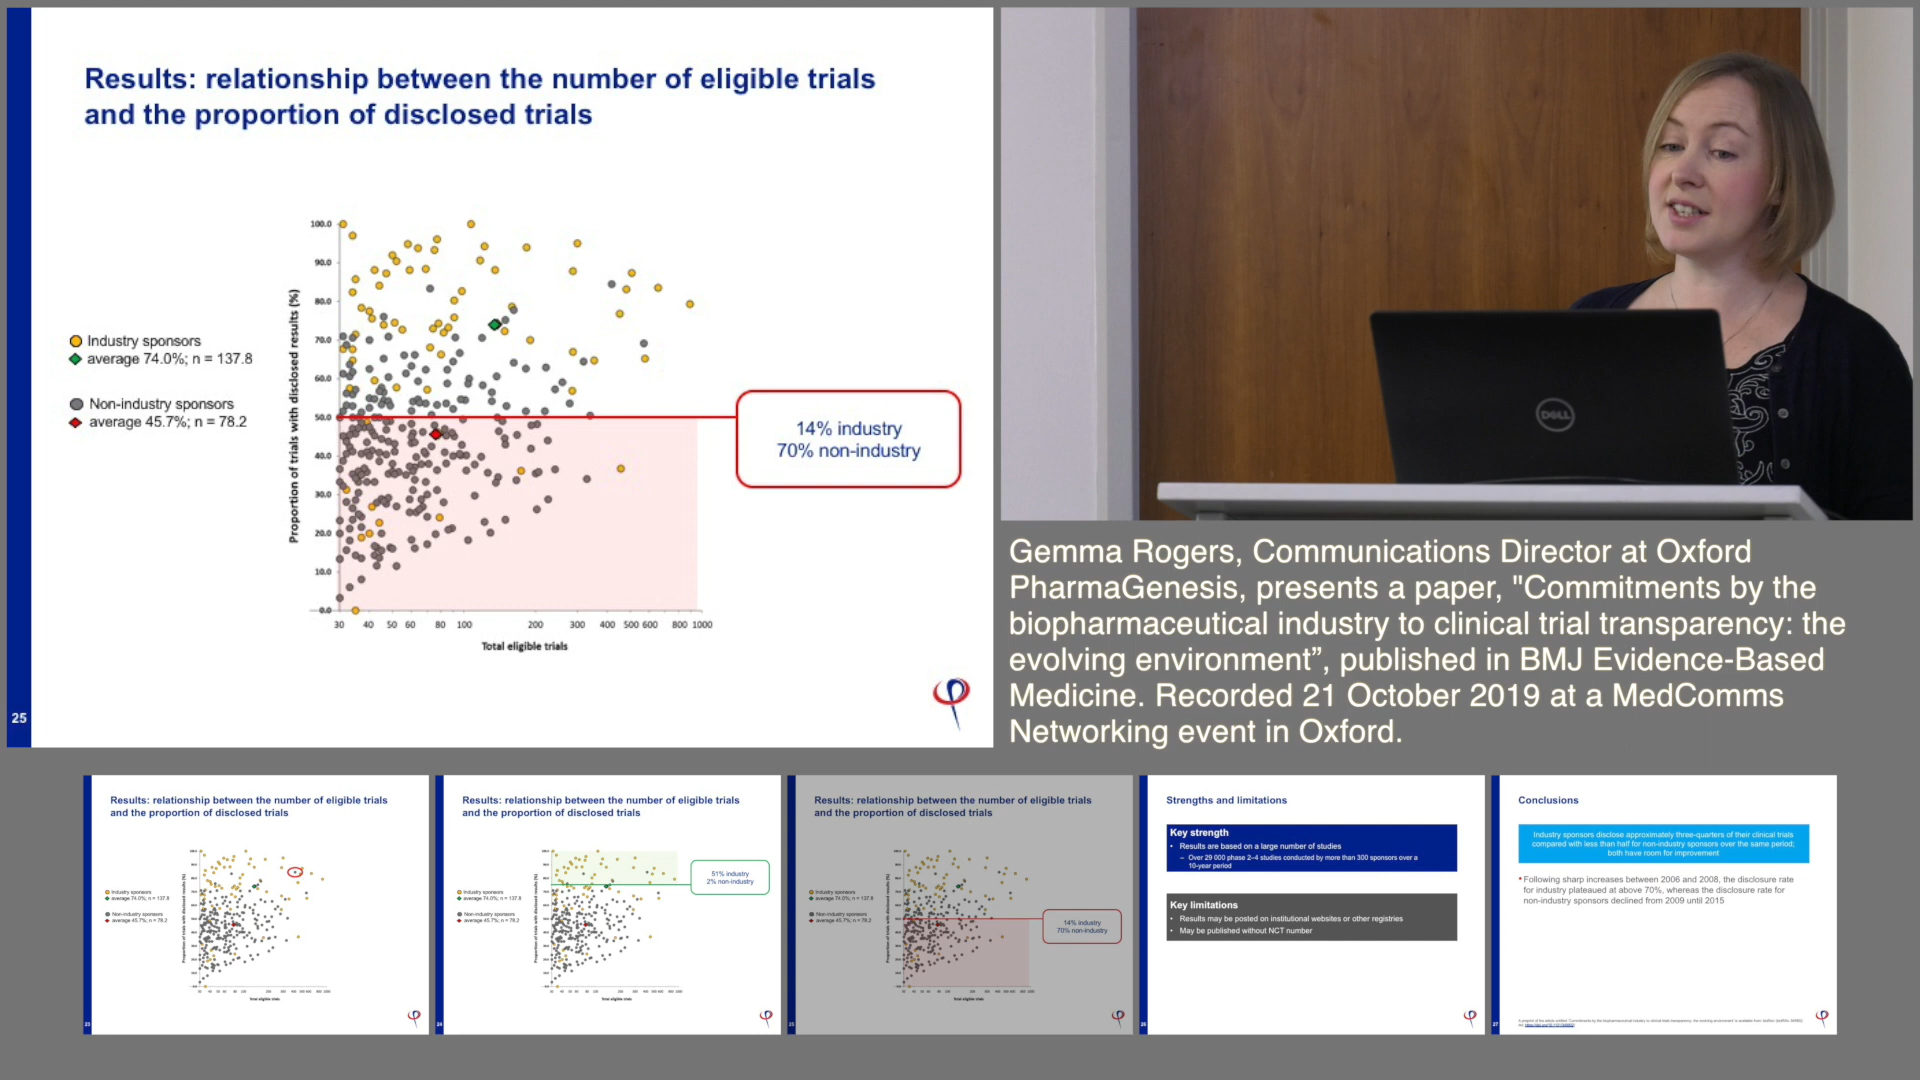 Results: relationship between the number of eligible trials
and the proportion of disclosed trials
100.0
90.0
80.0
70.0
60.0
50.0
40.0
30.0
20.0
10.0
0.0
Proportion of trials with disclosed results (%)
30 40 50 60 80 100 200 300 400 500 600 800 1000
Total eligible trials
Industry sponsors
average 74.0%; n = 137.8
Non-industry sponsors
average 45.7%; n = 78.2
14% industry
70% non-industry
25
DELL
Gemma Rogers, Communications Director at Oxford
PharmaGenesis, presents a paper, "Commitments by the
biopharmaceutical industry to clinical trial transparency: the
evolving environment”, published in BMJ Evidence-Based
Medicine. Recorded 21 October 2019 at a MedComms
Networking event in Oxford.
Results: relationship between the number of eligible trials
and the proportion of disclosed trials
Industry sponsors
average 74.0%; n = 137.8
Non-industry sponsors
average 45.7%; n = 78.2
Total eligible trials
23
Results: relationship between the number of eligible trials
and the proportion of disclosed trials
Industry sponsors
average 74.0%; n = 137.8
Non-industry sponsors
average 45.7%; n = 78.2
51% industry
2% non-industry
Total eligible trials
24
Results: relationship between the number of eligible trials
and the proportion of disclosed trials
Industry sponsors
average 74.0%; n = 137.8
Non-industry sponsors
average 45.7%; n = 78.2
14% industry
70% non-industry
Total eligible trials
25
Strengths and limitations
Key strength
• Results are based on a large number of studies
– Over 29 000 phase 2–4 studies conducted by more than 300 sponsors over a
10-year period
Key limitations
• Results may be posted on institutional websites or other registries
• May be published without NCT number
26
Conclusions
Industry sponsors disclose approximately three-quarters of their clinical trials
compared with less than half for non-industry sponsors over the same period;
both have room for improvement
• Following sharp increases between 2006 and 2008, the disclosure rate
for industry plateaued at above 70%, whereas the disclosure rate for
non-industry sponsors declined from 2009 until 2015
27